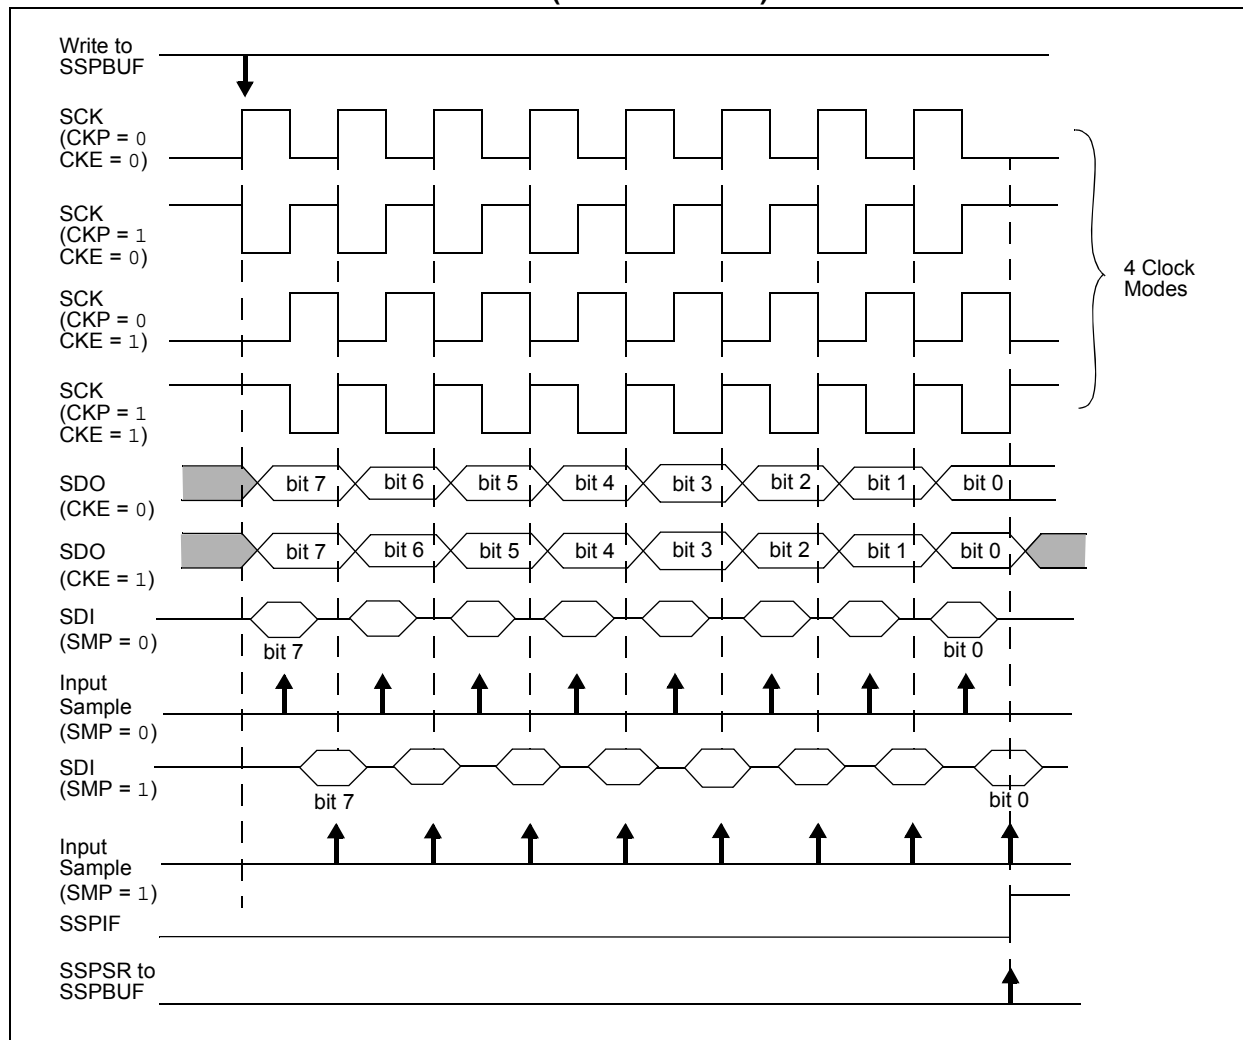 Write to
SSPBUF
SCK
(CKP = 0
CKE = 0)
SCK
(CKP = 1
CKE = 0)
SCK
(CKP = 0
CKE = 1)
SCK
(CKP = 1
CKE = 1)
4 Clock
Modes
SDO
(CKE = 0)
bit 7 bit 6 bit 5 bit 4 bit 3 bit 2 bit 1 bit 0
SDO
(CKE = 1)
bit 7 bit 6 bit 5 bit 4 bit 3 bit 2 bit 1 bit 0
SDI
(SMP = 0)
bit 7 bit 0
Input
Sample
(SMP = 0)
SDI
(SMP = 1)
bit 7 bit 0
Input
Sample
(SMP = 1)
SSPIF
SSPSR to
SSPBUF